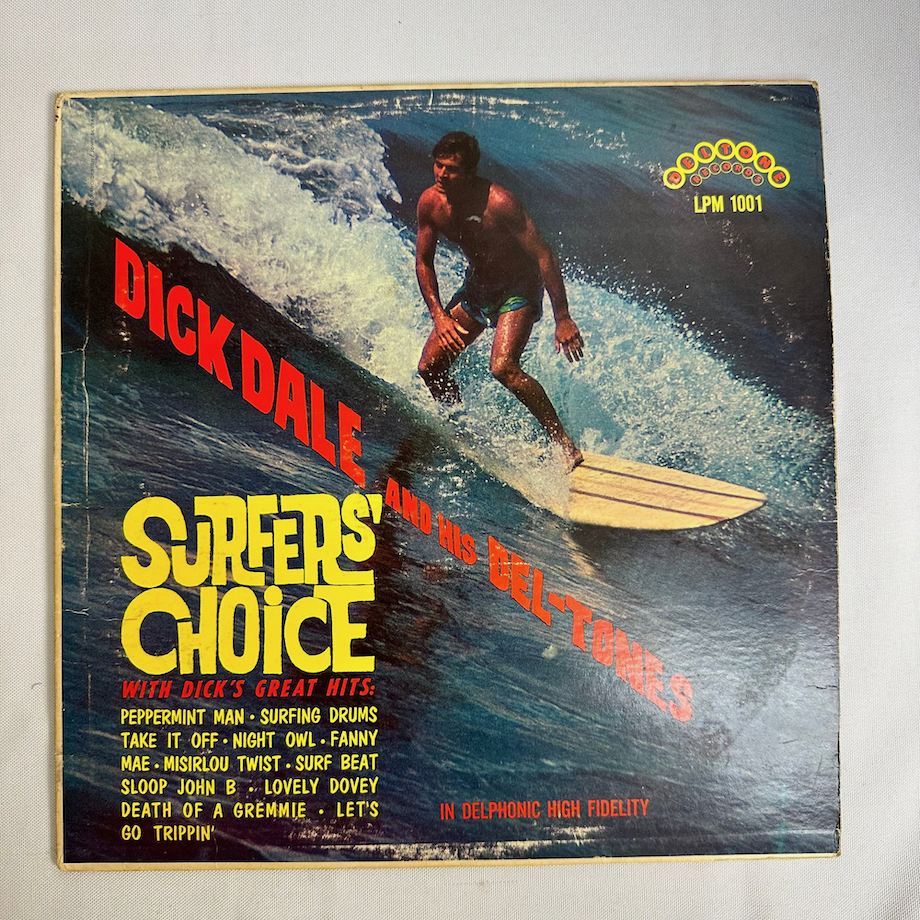 DELTONE
RECORDS
LPM 1001
DICK DALE
AND HIS DEL-TONES
SURFERS'
CHOICE
WITH DICK'S GREAT HITS:
PEPPERMINT MAN • SURFING DRUMS
TAKE IT OFF • NIGHT OWL • FANNY
MAE • MISIRLOU TWIST • SURF BEAT
SLOOP JOHN B • LOVELY DOVEY
DEATH OF A GREMMIE • LET'S
GO TRIPPIN'
IN DELPHONIC HIGH FIDELITY